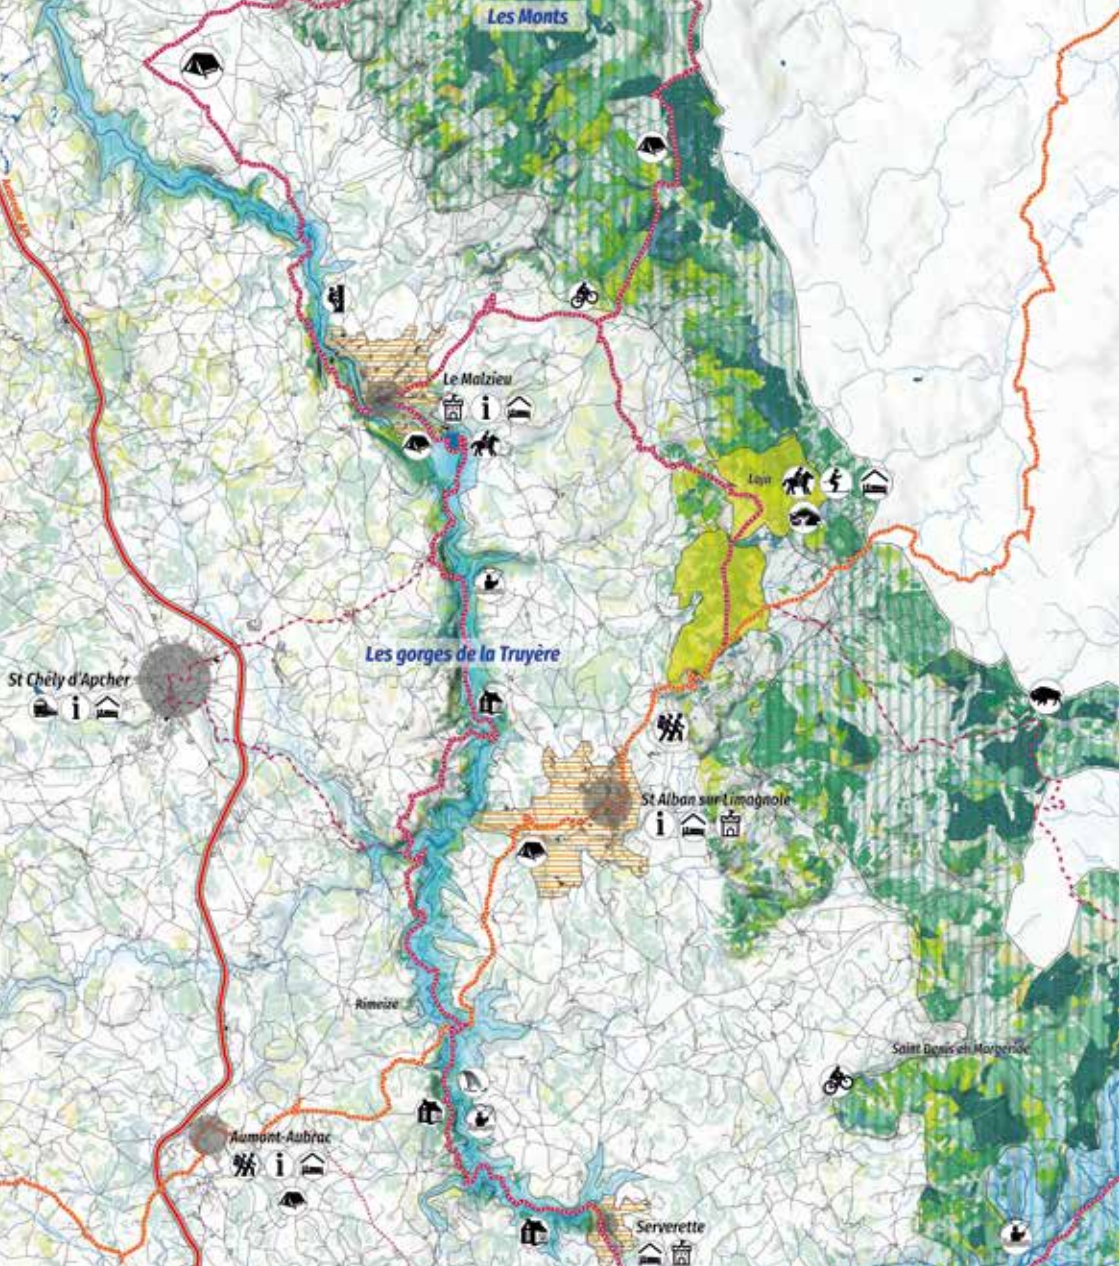 Les Monts
Le Malzieu
i
Laje
Les gorges de la Truyère
St Chély d'Apcher
i
St Alban sur Limagnole
i
Rimeize
Saint Denis en Margeride
Aumont-Aubrac
i
Serverette